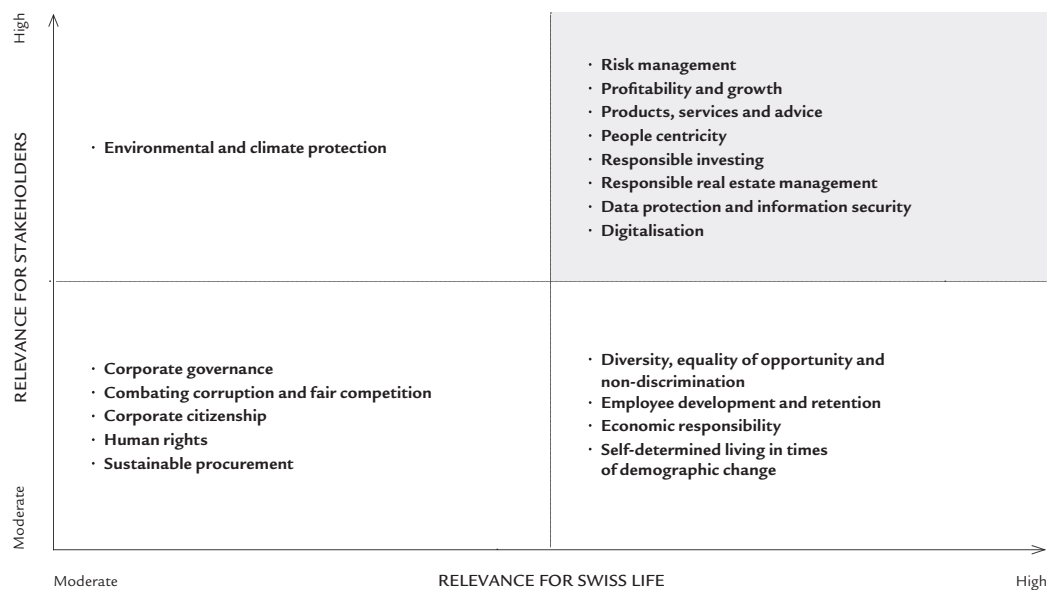 High
RELEVANCE FOR STAKEHOLDERS
Moderate
· Environmental and climate protection
· Risk management
· Profitability and growth
· Products, services and advice
· People centricity
· Responsible investing
· Responsible real estate management
· Data protection and information security
· Digitalisation
· Corporate governance
· Combating corruption and fair competition
· Corporate citizenship
· Human rights
· Sustainable procurement
· Diversity, equality of opportunity and
non-discrimination
· Employee development and retention
· Economic responsibility
· Self-determined living in times
of demographic change
Moderate
RELEVANCE FOR SWISS LIFE
High